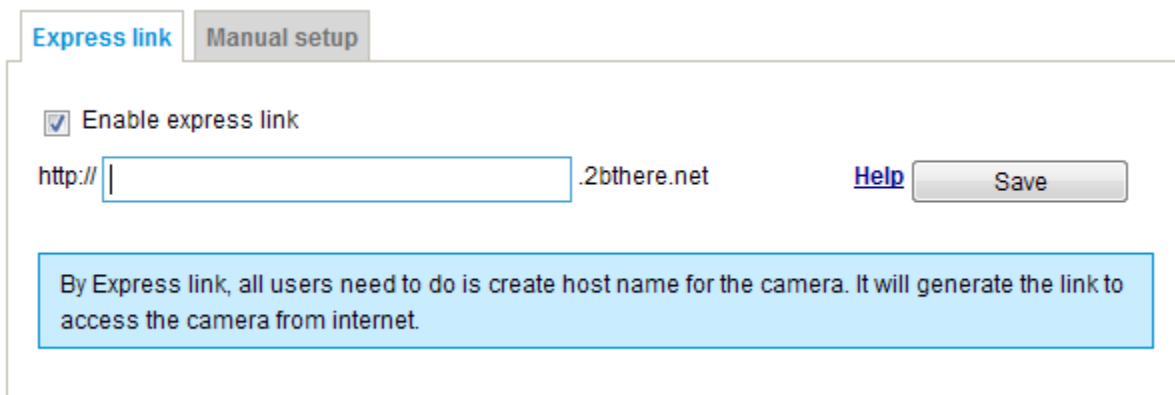 Express link Manual setup
Enable express link
http:// .2bthere.net Help Save
By Express link, all users need to do is create host name for the camera. It will generate the link to
access the camera from internet.